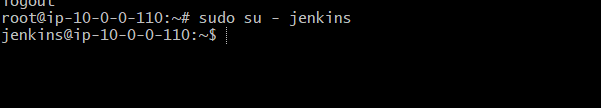 logout
root@ip-10-0-0-110:~# sudo su - jenkins
jenkins@ip-10-0-0-110:~$